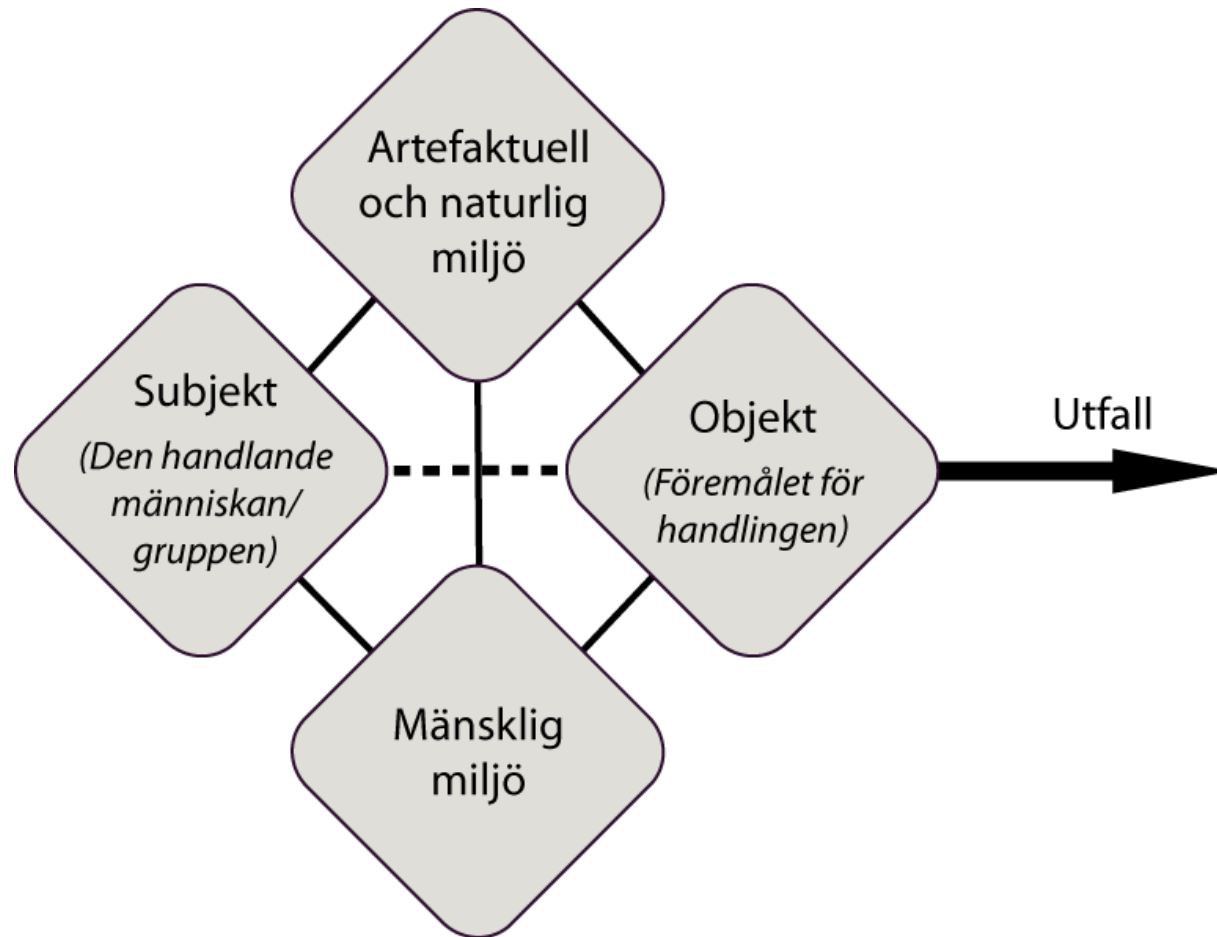 Artefaktuell
och naturlig
miljö
Subjekt
(Den handlande
människan/
gruppen)
Objekt
(Föremålet för
handlingen)
Utfall
Mänsklig
miljö